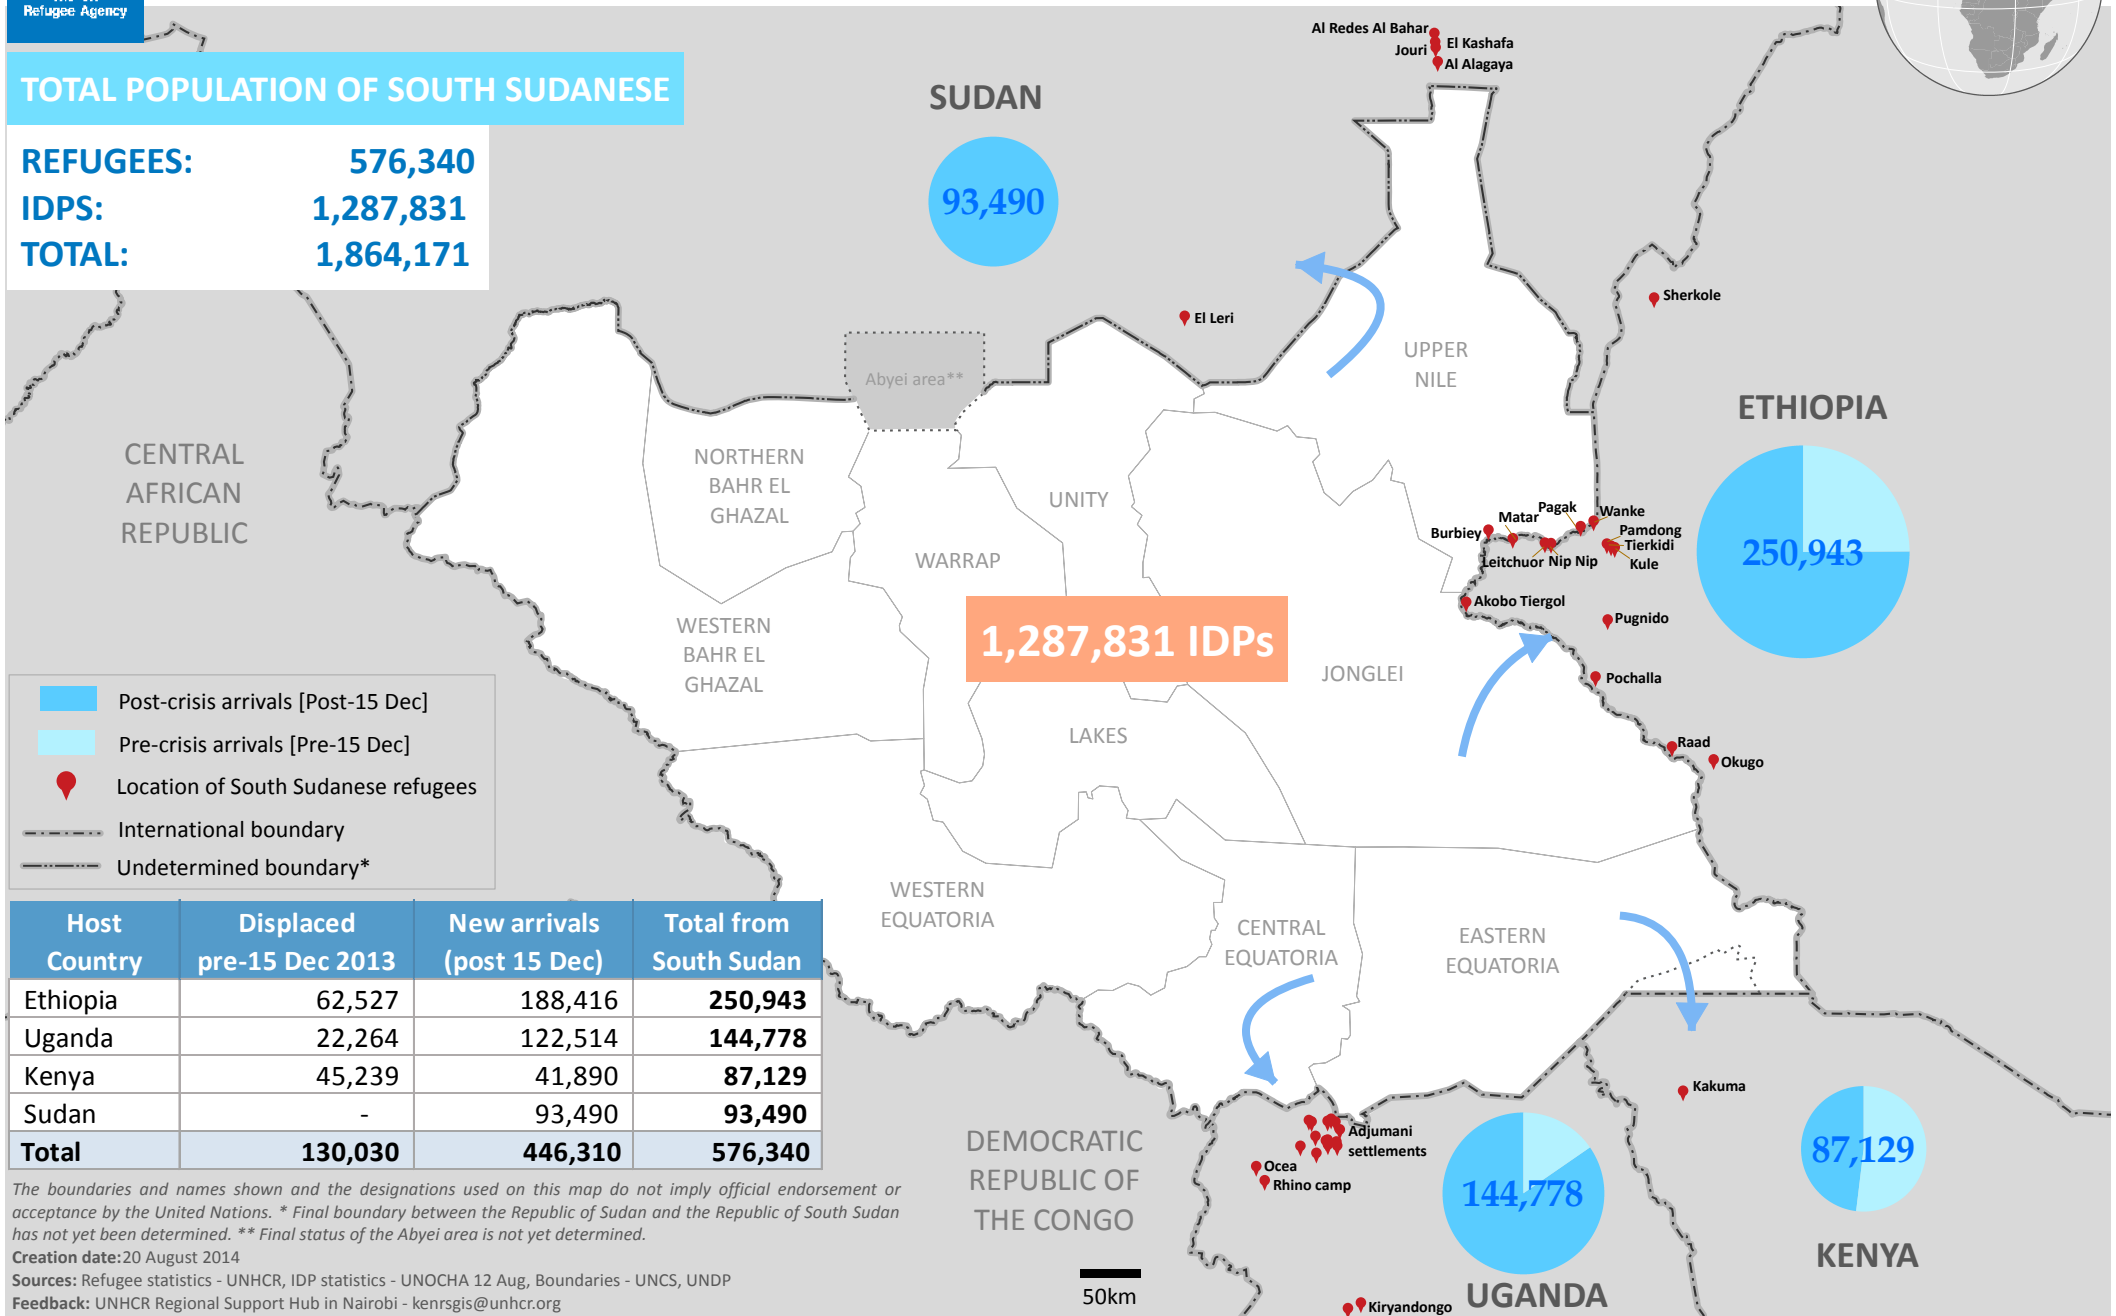 Refugee Agency
TOTAL POPULATION OF SOUTH SUDANESE
REFUGEES: 576,340
IDPS: 1,287,831
TOTAL: 1,864,171
Al Redes Al Bahar
El Kashafa
Jouri
Al Alagaya
SUDAN
93,490
El Leri
Sherkole
UPPER
NILE
Abyei area**
ETHIOPIA
250,943
CENTRAL
AFRICAN
REPUBLIC
NORTHERN
BAHR EL
GHAZAL
UNITY
WARRAP
Burbiey
Matar
Pagak
Wanke
Pamdong
Tierkidi
Leitchuor
Nip Nip
Kule
Akobo Tiergol
Pugnido
WESTERN
BAHR EL
GHAZAL
1,287,831 IDPs
JONGLEI
Pochalla
LAKES
Raad
Okugo
Post-crisis arrivals [Post-15 Dec]
Pre-crisis arrivals [Pre-15 Dec]
Location of South Sudanese refugees
International boundary
Undetermined boundary*
WESTERN
EQUATORIA
CENTRAL
EQUATORIA
EASTERN
EQUATORIA
Host Country | Displaced pre-15 Dec 2013 | New arrivals (post 15 Dec) | Total from South Sudan
Ethiopia 62,527 188,416 250,943
Uganda 22,264 122,514 144,778
Kenya 45,239 41,890 87,129
Sudan - 93,490 93,490
Total 130,030 446,310 576,340
Kakuma
87,129
KENYA
Adjumani
settlements
Ocea
Rhino camp
144,778
UGANDA
Kiryandongo
DEMOCRATIC
REPUBLIC OF
THE CONGO
50km
The boundaries and names shown and the designations used on this map do not imply official endorsement or
acceptance by the United Nations. * Final boundary between the Republic of Sudan and the Republic of South Sudan
has not yet been determined. ** Final status of the Abyei area is not yet determined.
Creation date:20 August 2014
Sources: Refugee statistics - UNHCR, IDP statistics - UNOCHA 12 Aug, Boundaries - UNCS, UNDP
Feedback: UNHCR Regional Support Hub in Nairobi - kenrsgis@unhcr.org